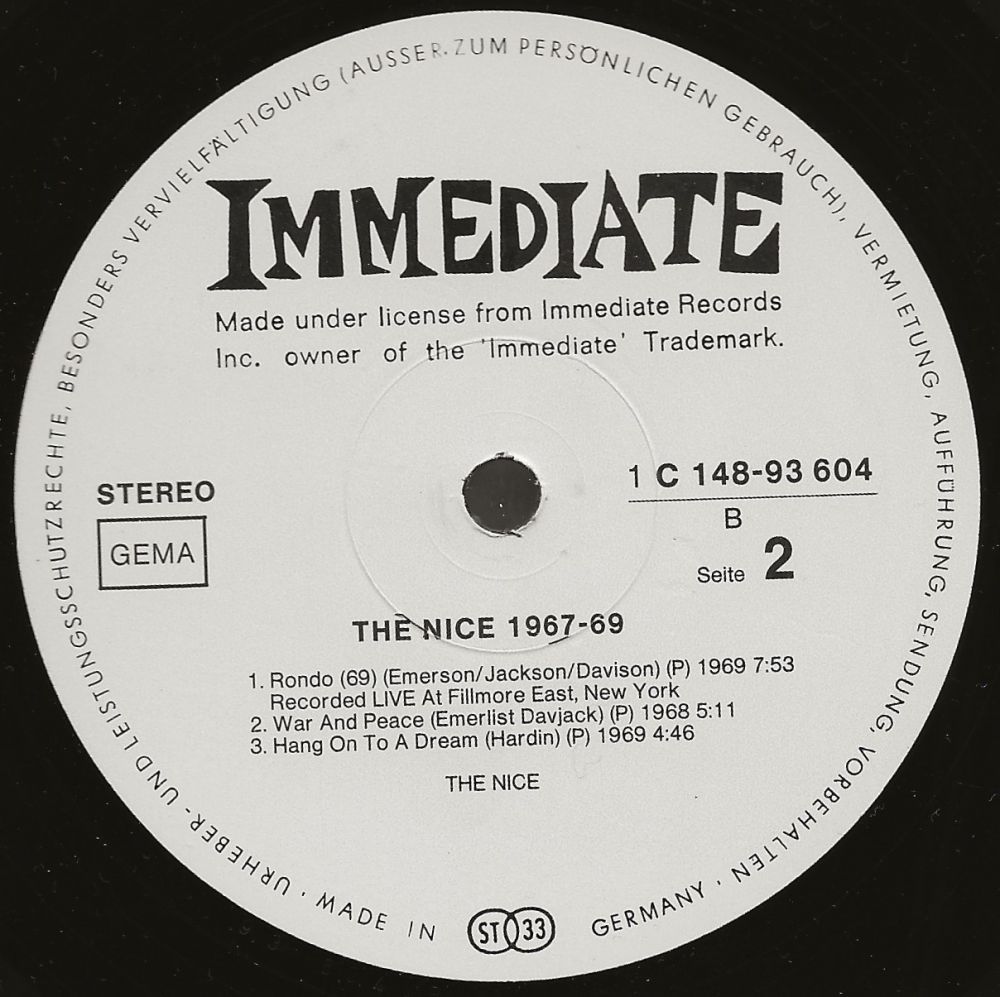 IMMEDIATE
Made under license from Immediate Records
Inc. owner of the 'Immediate' Trademark.
STEREO
GEMA
1 C 148-93 604
B
Seite 2
THE NICE 1967-69
1. Rondo (69) (Emerson/Jackson/Davison) (P) 1969 7:53
Recorded LIVE At Fillmore East, New York
2. War And Peace (Emerlist Davjack) (P) 1968 5:11
3. Hang On To A Dream (Hardin) (P) 1969 4:46
THE NICE
URHEBER- UND LEISTUNGSSCHUTZRECHTE, BESONDERS VERVIELFÄLTIGUNG (AUSSER ZUM PERSÖNLICHEN GEBRAUCH), VERMIETUNG, AUFFÜHRUNG, SENDUNG, VORBEHALTEN · MADE IN GERMANY ·
ST 33